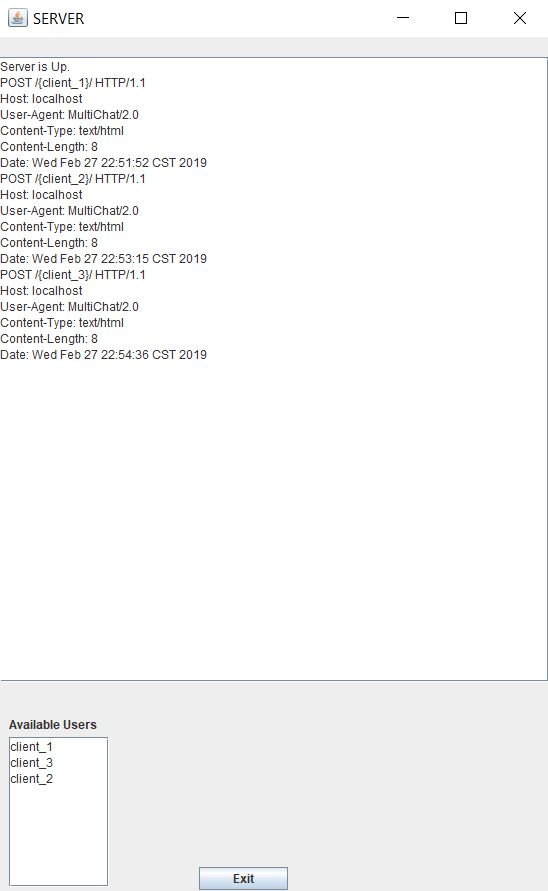 SERVER
Server is Up.
POST /{client_1}/ HTTP/1.1
Host: localhost
User-Agent: MultiChat/2.0
Content-Type: text/html
Content-Length: 8
Date: Wed Feb 27 22:51:52 CST 2019
POST /{client_2}/ HTTP/1.1
Host: localhost
User-Agent: MultiChat/2.0
Content-Type: text/html
Content-Length: 8
Date: Wed Feb 27 22:53:15 CST 2019
POST /{client_3}/ HTTP/1.1
Host: localhost
User-Agent: MultiChat/2.0
Content-Type: text/html
Content-Length: 8
Date: Wed Feb 27 22:54:36 CST 2019
Available Users
client_1
client_3
client_2
Exit